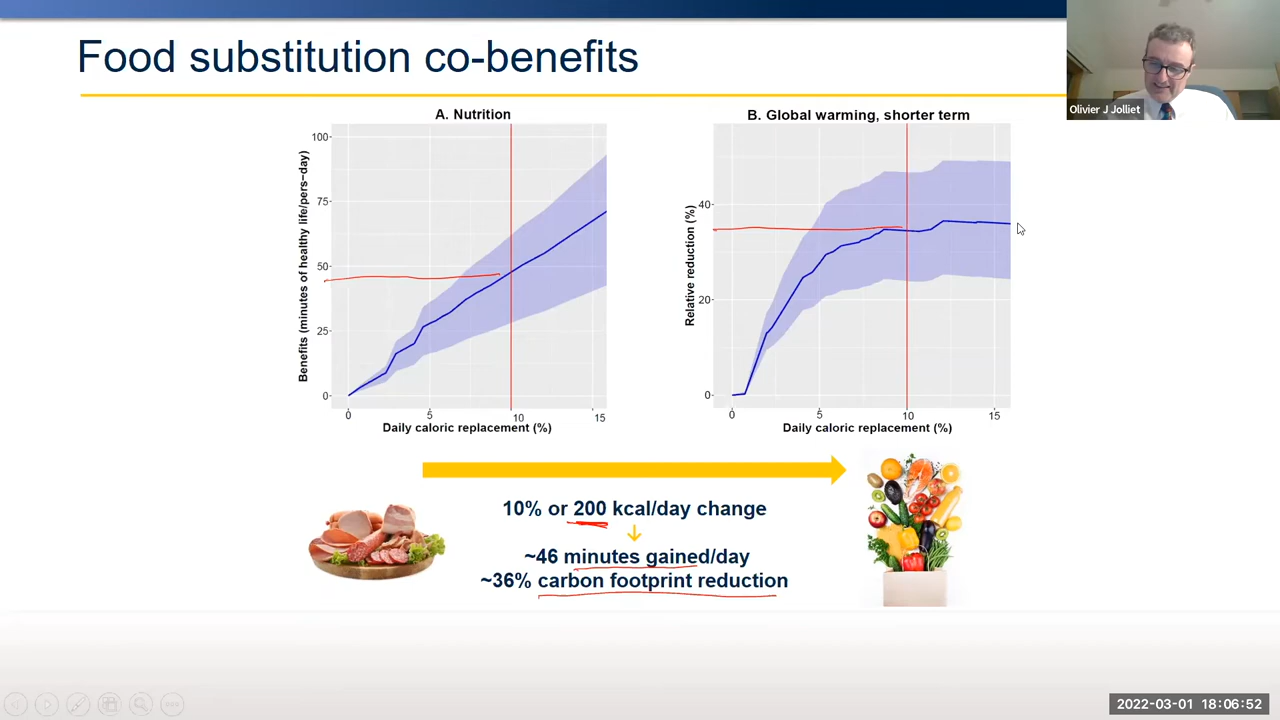 Food substitution co-benefits
Olivier J Jolliet
A. Nutrition
Benefits (minutes of healthy life/pers−day)
100
75
50
25
0
0 5 10 15
Daily caloric replacement (%)
B. Global warming, shorter term
Relative reduction (%)
40
20
0
0 5 10 15
Daily caloric replacement (%)
10% or 200 kcal/day change
~46 minutes gained/day
~36% carbon footprint reduction
2022-03-01 18:06:52